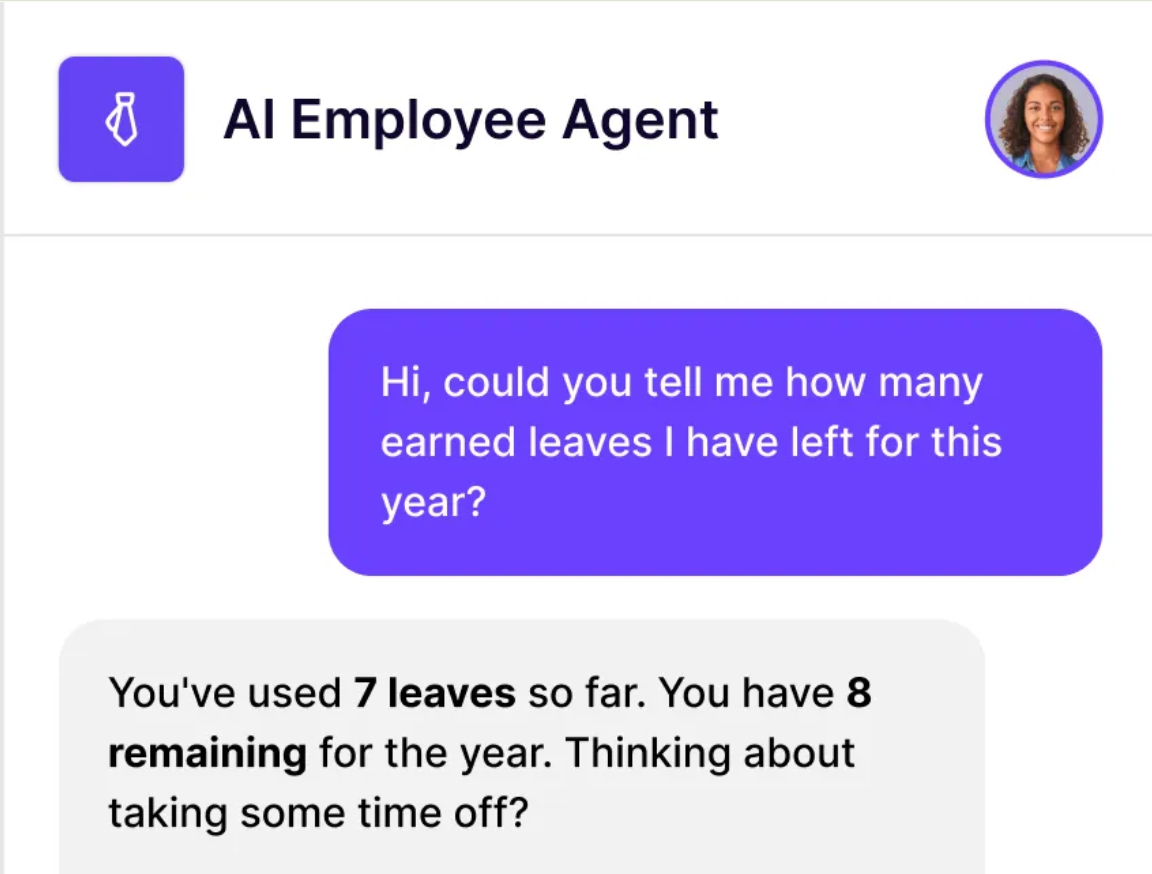 AI Employee Agent
Hi, could you tell me how many
earned leaves I have left for this
year?
You've used 7 leaves so far. You have 8
remaining for the year. Thinking about
taking some time off?